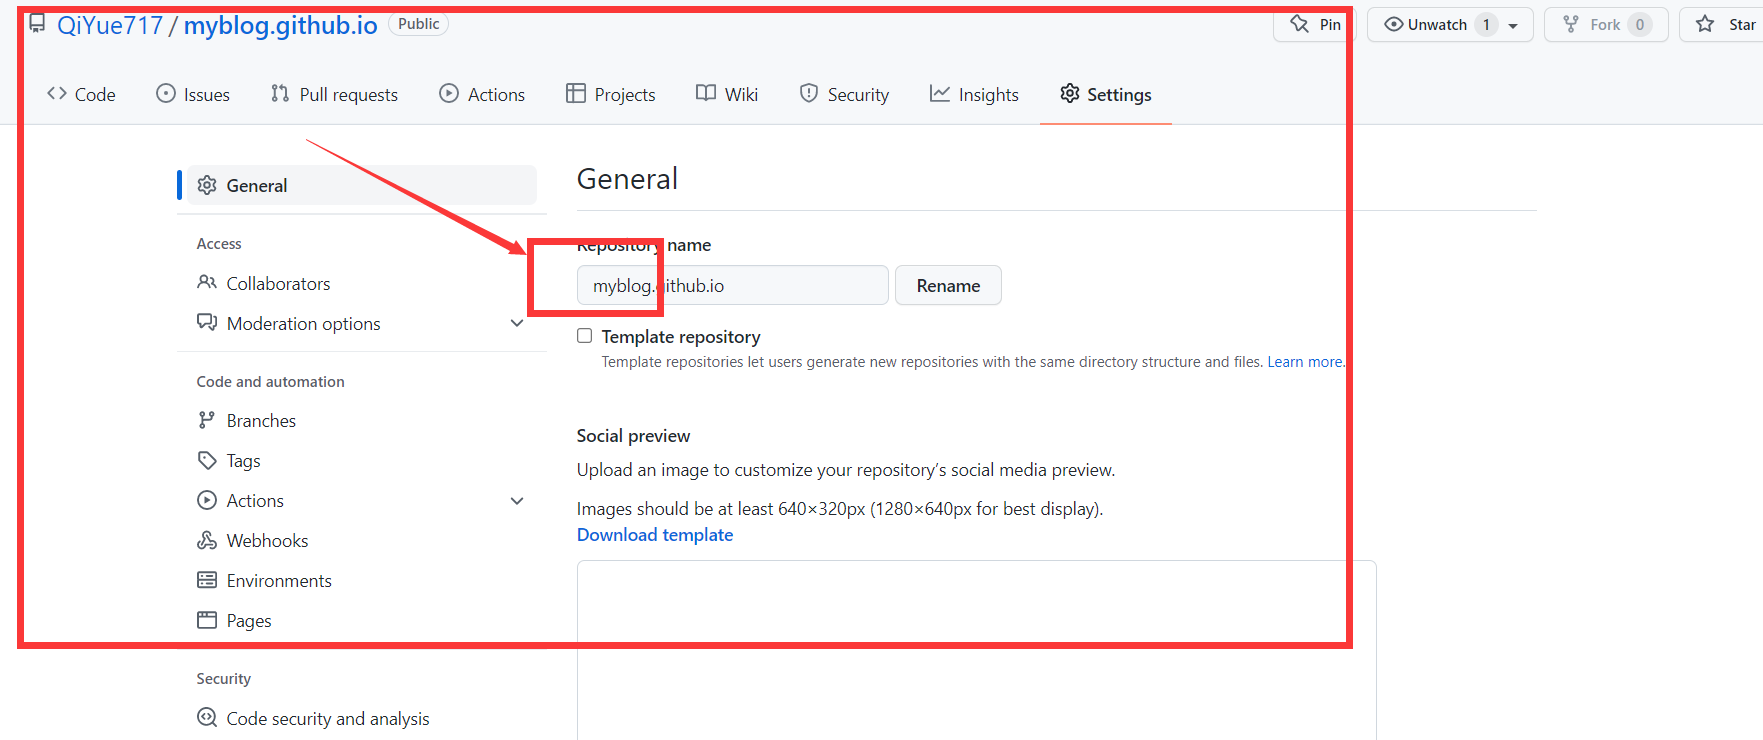 QiYue717 / myblog.github.io Public
Pin Unwatch 1 Fork 0 Star
Code Issues Pull requests Actions Projects Wiki Security Insights Settings
General
Access
Collaborators
Moderation options
Code and automation
Branches
Tags
Actions
Webhooks
Environments
Pages
Security
Code security and analysis
General
Repository name
myblog.github.io Rename
Template repository
Template repositories let users generate new repositories with the same directory structure and files. Learn more.
Social preview
Upload an image to customize your repository’s social media preview.
Images should be at least 640×320px (1280×640px for best display).
Download template